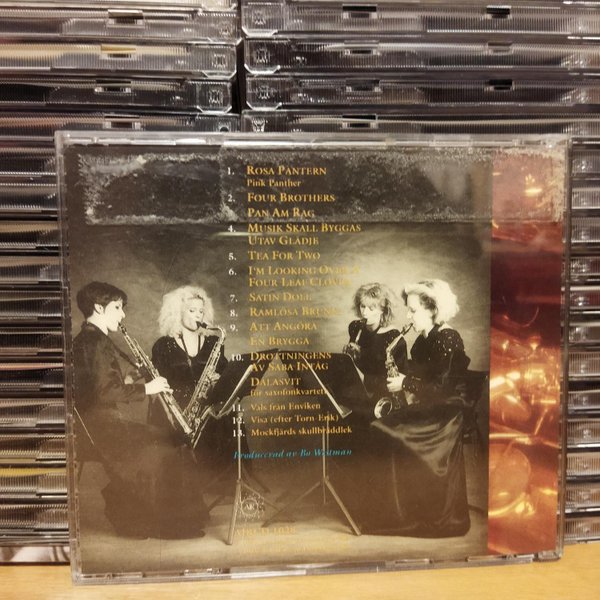 1. ROSA PANTERN
Pink Panther
2. FOUR BROTHERS
PAN AM RAG
4. MUSIK SKALL BYGGAS
UTAV GLÄDJE
5. TEA FOR TWO
6. I'M LOOKING OVER A
FOUR LEAF CLOVER
7. SATIN DOLL
8. RAMLÖSA BRUNN
9. ATT ANGÖRA
EN BRYGGA
10. DROTTNINGENS
AV SABA INTÅG
DALASVIT
för saxofonkvartett
11. Vals från Enviken
12. Visa (efter Torn Erik)
13. Mockfjärds skullbräddlek
Producerad av Bo Westman